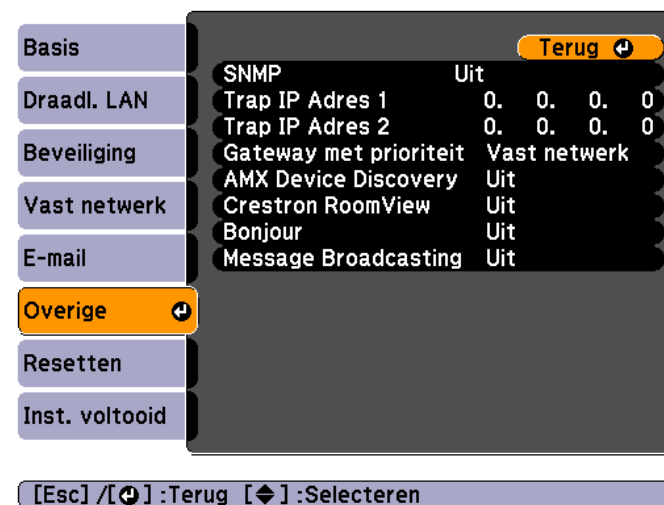 Basis
Draadl. LAN
Beveiliging
Vast netwerk
E-mail
Overige
Resetten
Inst. voltooid
Terug
SNMP Uit
Trap IP Adres 1 0. 0. 0. 0
Trap IP Adres 2 0. 0. 0. 0
Gateway met prioriteit Vast netwerk
AMX Device Discovery Uit
Crestron RoomView Uit
Bonjour Uit
Message Broadcasting Uit
[Esc] /[⏎] :Terug [◆] :Selecteren